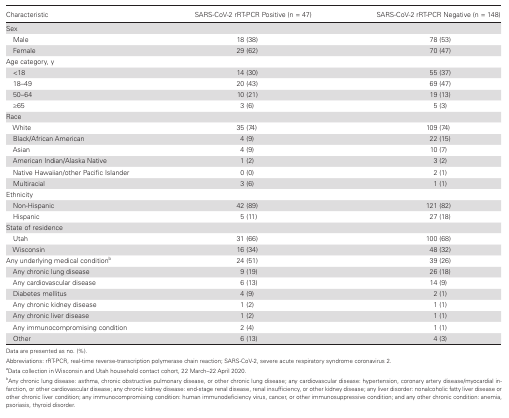 Characteristic SARS-CoV-2 rRT-PCR Positive (n = 47) SARS-CoV-2 rRT-PCR Negative (n = 148)
Sex
Male 18 (38) 78 (53)
Female 29 (62) 70 (47)
Age category, y
<18 14 (30) 55 (37)
18–49 20 (43) 69 (47)
50–64 10 (21) 19 (13)
≥65 3 (6) 5 (3)
Race
White 35 (74) 109 (74)
Black/African American 4 (9) 22 (15)
Asian 4 (9) 10 (7)
American Indian/Alaska Native 1 (2) 3 (2)
Native Hawaiian/other Pacific Islander 0 (0) 2 (1)
Multiracial 3 (6) 1 (1)
Ethnicity
Non-Hispanic 42 (89) 121 (82)
Hispanic 5 (11) 27 (18)
State of residence
Utah 31 (66) 100 (68)
Wisconsin 16 (34) 48 (32)
Any underlying medical conditionb 24 (51) 39 (26)
Any chronic lung disease 9 (19) 26 (18)
Any cardiovascular disease 6 (13) 14 (9)
Diabetes mellitus 4 (9) 2 (1)
Any chronic kidney disease 1 (2) 1 (1)
Any chronic liver disease 1 (2) 1 (1)
Any immunocompromising condition 2 (4) 1 (1)
Other 6 (13) 4 (3)
Data are presented as no. (%).
Abbreviations: rRT-PCR, real-time reverse-transcription polymerase chain reaction; SARS-CoV-2, severe acute respiratory syndrome coronavirus 2.
aData collection in Wisconsin and Utah household contact cohort, 22 March–22 April 2020.
bAny chronic lung disease: asthma, chronic obstructive pulmonary disease, or other chronic lung disease; any cardiovascular disease: hypertension, coronary artery disease/myocardial in-
farction, or other cardiovascular disease; any chronic kidney disease: end-stage renal disease, renal insufficiency, or other kidney disease; any liver disorder: nonalcoholic fatty liver disease or
other chronic liver condition; any immunocompromising condition: human immunodeficiency virus, cancer, or other immunosuppressive condition; and any other chronic condition: anemia,
psoriasis, thyroid disorder.